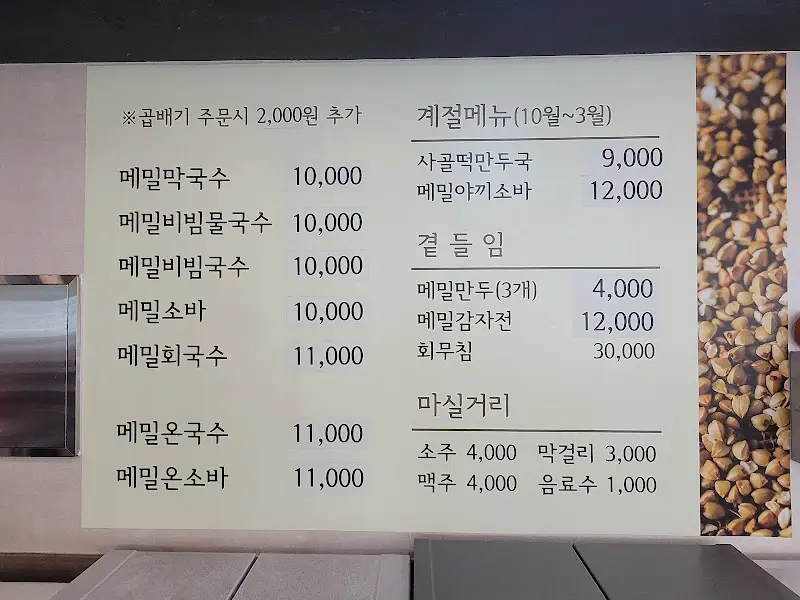 ※곱배기 주문시 2,000원 추가
메밀막국수 10,000
메밀비빔물국수 10,000
메밀비빔국수 10,000
메밀소바 10,000
메밀회국수 11,000
메밀온국수 11,000
메밀온소바 11,000
계절메뉴(10월~3월)
사골떡만두국 9,000
메밀야끼소바 12,000
곁들임
메밀만두(3개) 4,000
메밀감자전 12,000
회무침 30,000
마실거리
소주 4,000 막걸리 3,000
맥주 4,000 음료수 1,000